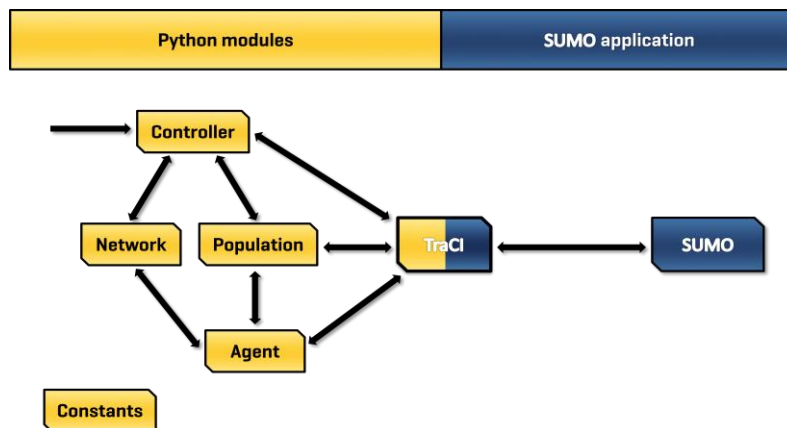 Python modules
SUMO application
Controller
Network
Population
TraCI
SUMO
Agent
Constants